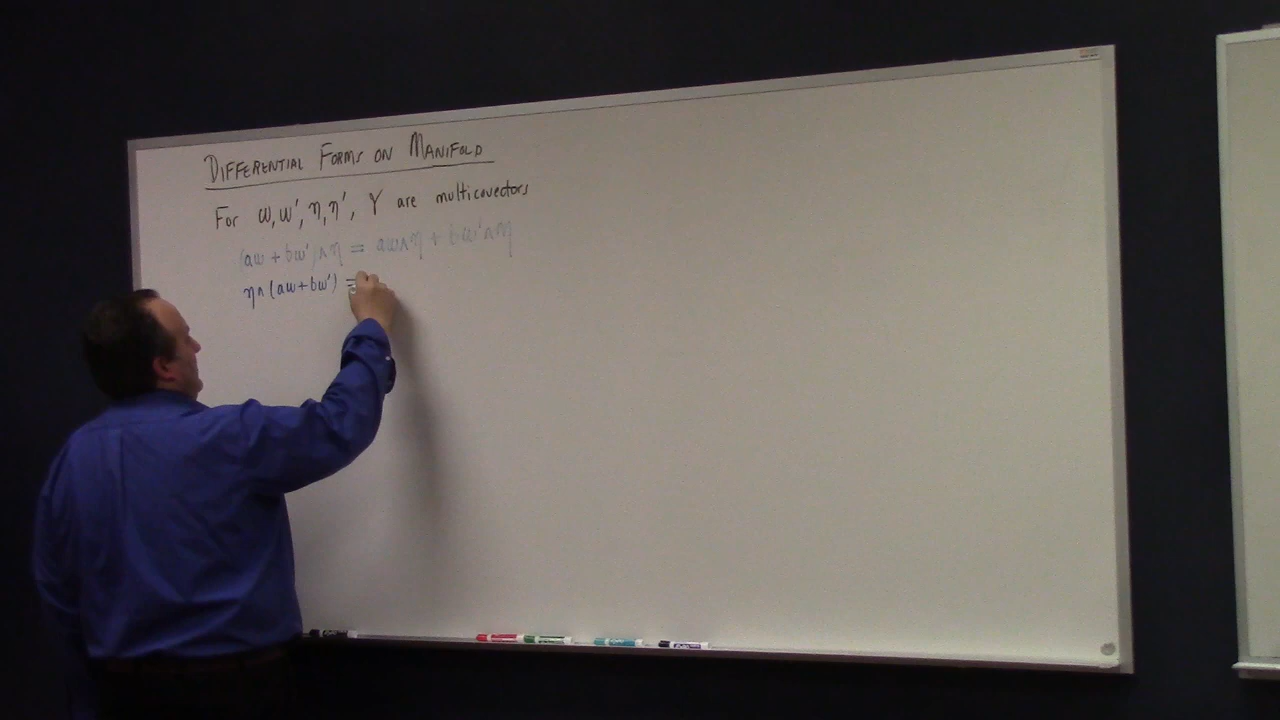 DIFFERENTIAL FORMS ON MANIFOLD
For ω, ω', η, η', γ are multicovectors
(aω + bω')∧η = aω∧η + bω'∧η
η∧(aω+bω') =